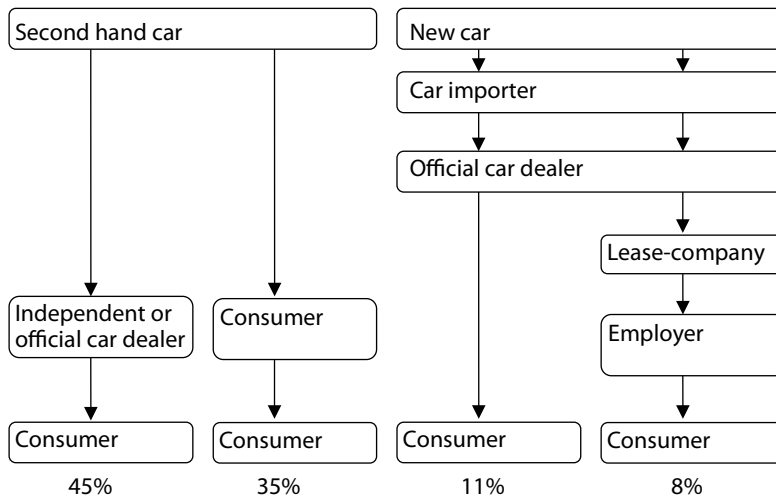 Second hand car
New car
Car importer
Official car dealer
Lease-company
Independent or
official car dealer
Consumer
Employer
Consumer
Consumer
Consumer
Consumer
45%
35%
11%
8%